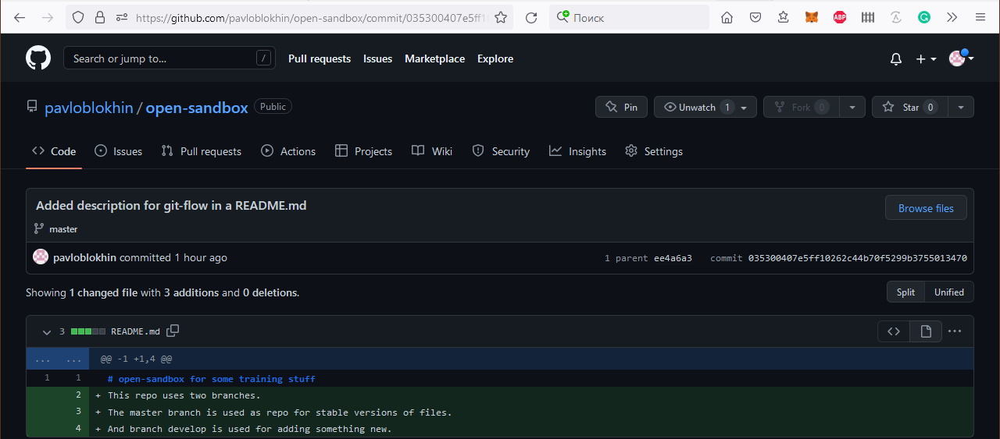 https://github.com/pavloblokhin/open-sandbox/commit/035300407e5ff1
Поиск
ABP
Search or jump to... /
Pull requests Issues Marketplace Explore
pavloblokhin / open-sandbox Public
Pin Unwatch 1 Fork 0 Star 0
Code Issues Pull requests Actions Projects Wiki Security Insights Settings
Added description for git-flow in a README.md
Browse files
master
pavloblokhin committed 1 hour ago 1 parent ee4a6a3 commit 035300407e5ff10262c44b70f5299b3755013470
Showing 1 changed file with 3 additions and 0 deletions. Split Unified
3 README.md
... ... @@ -1 +1,4 @@
1 1 # open-sandbox for some training stuff
2 + This repo uses two branches.
3 + The master branch is used as repo for stable versions of files.
4 + And branch develop is used for adding something new.